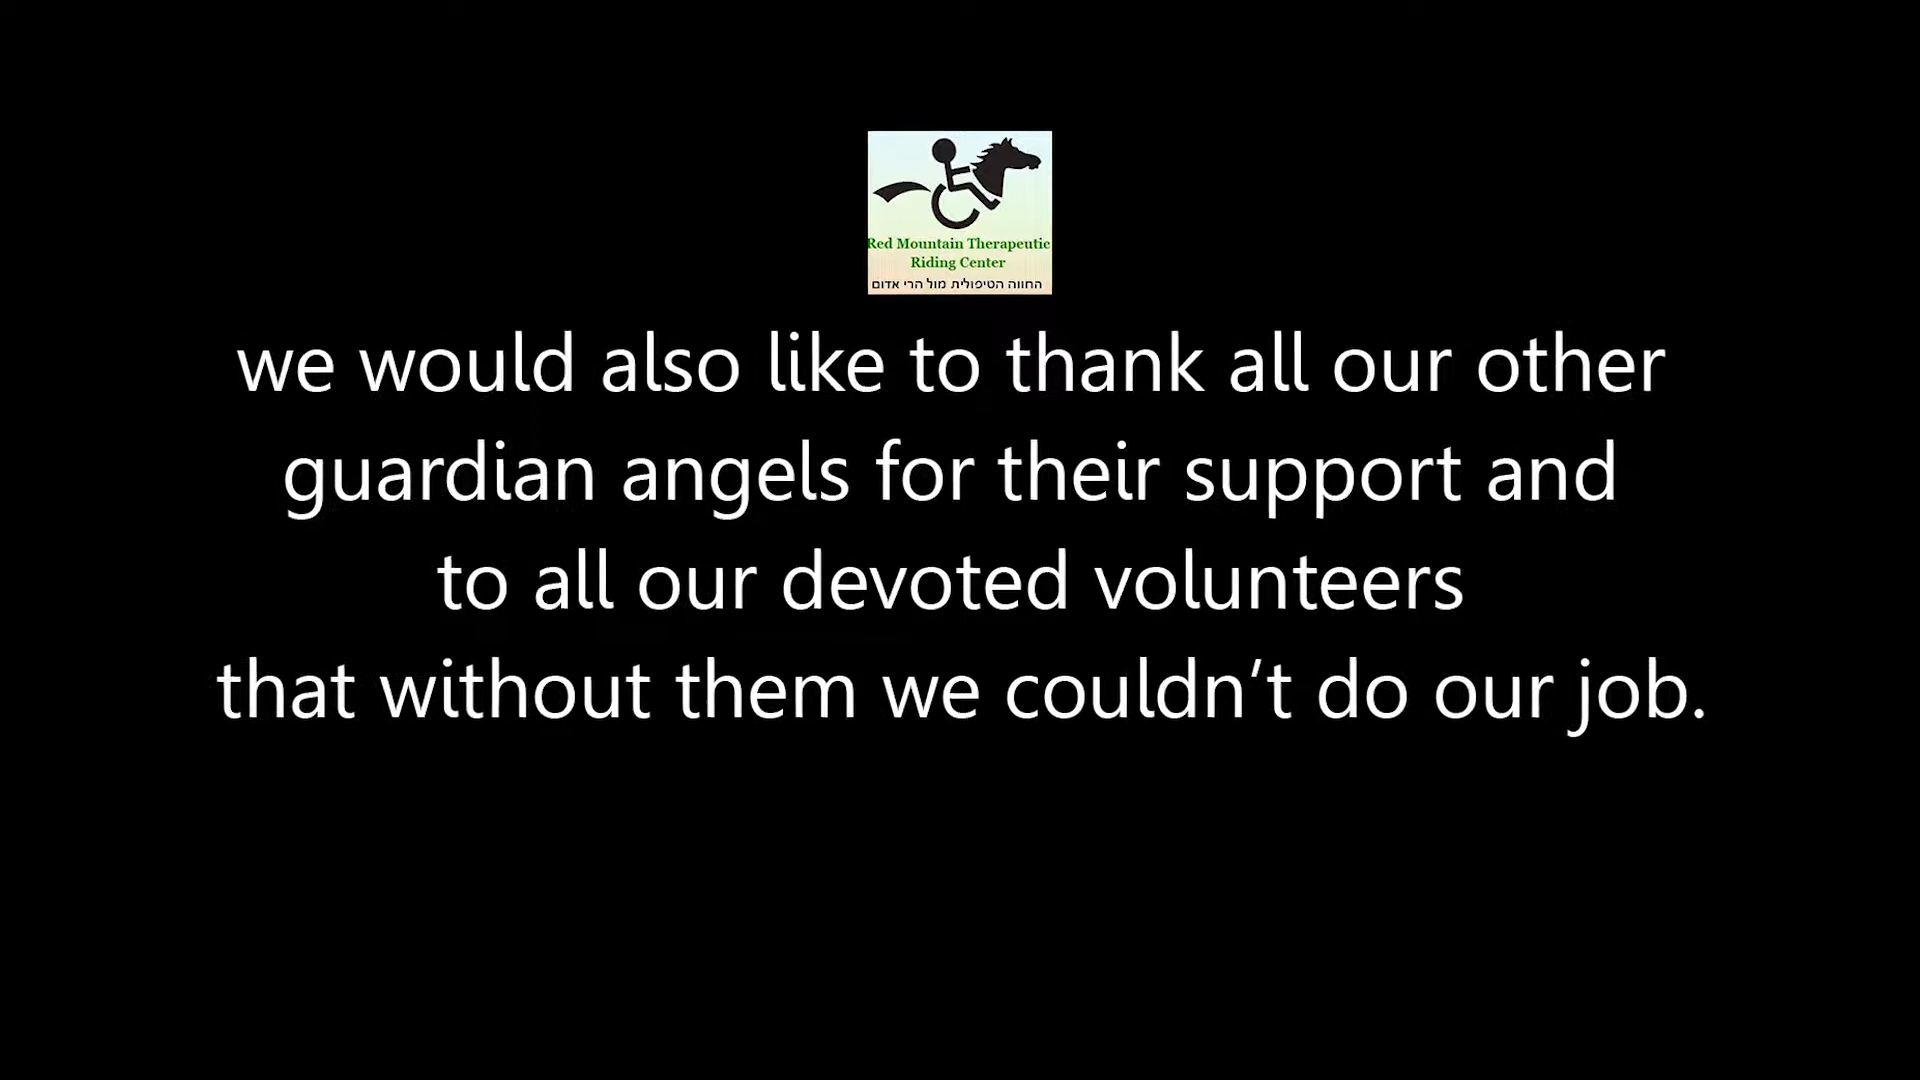 Red Mountain Therapeutic
Riding Center
החווה הטיפולית מול הרי אדום
we would also like to thank all our other
guardian angels for their support and
to all our devoted volunteers
that without them we couldn’t do our job.